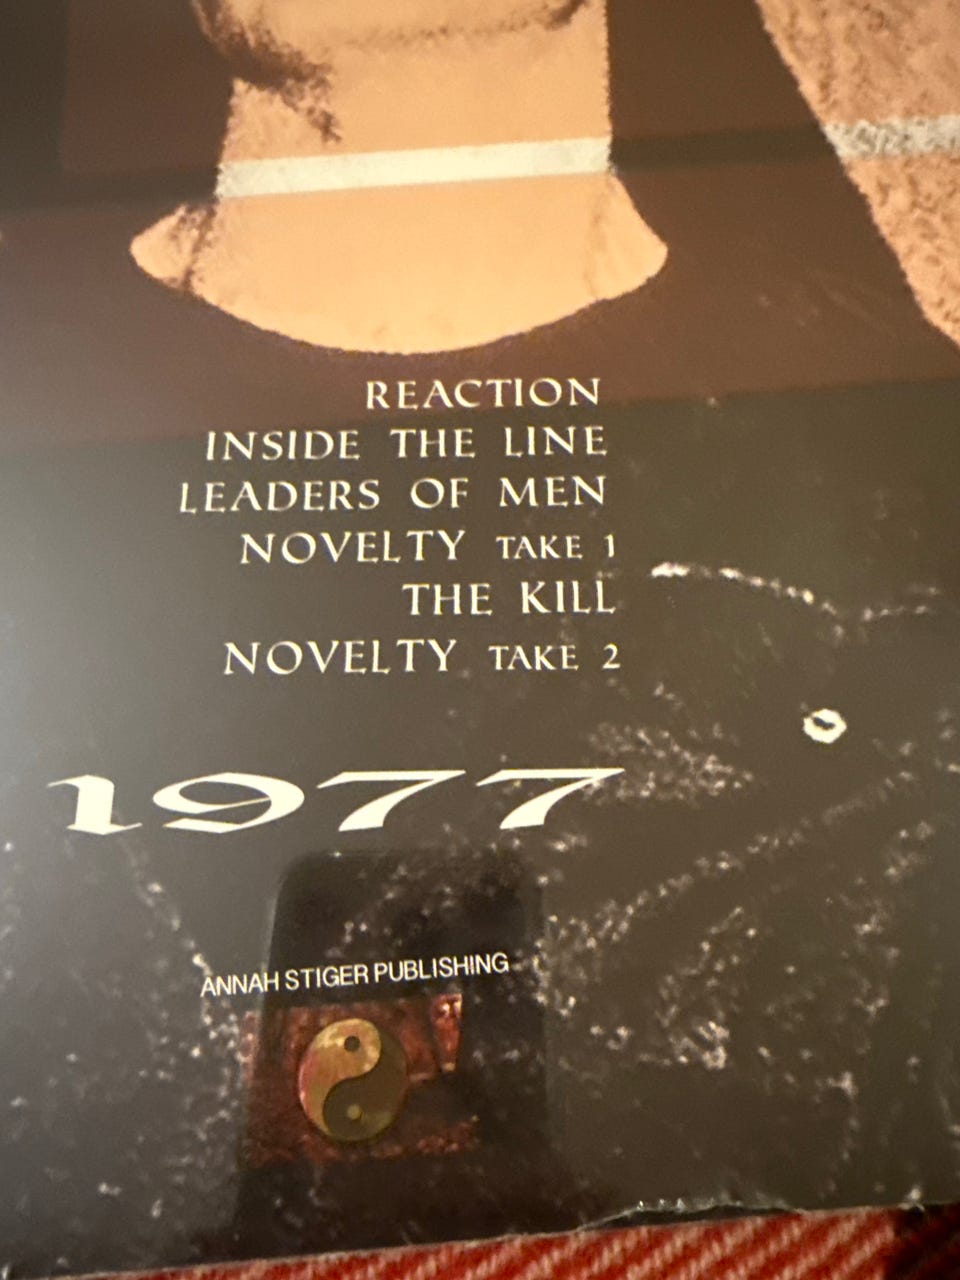 REACTION
INSIDE THE LINE
LEADERS OF MEN
NOVELTY TAKE 1
THE KILL
NOVELTY TAKE 2
1977
ANNAH STIGER PUBLISHING